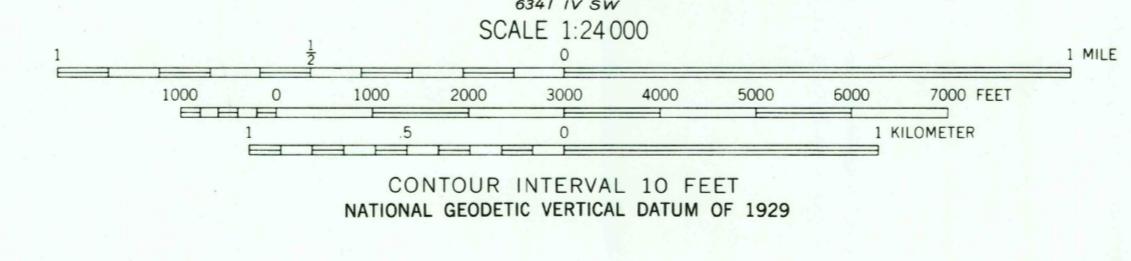 6341 IV SW
SCALE 1:24 000
1 1/2 0 1 MILE
1000 0 1000 2000 3000 4000 5000 6000 7000 FEET
1 .5 0 1 KILOMETER
CONTOUR INTERVAL 10 FEET
NATIONAL GEODETIC VERTICAL DATUM OF 1929